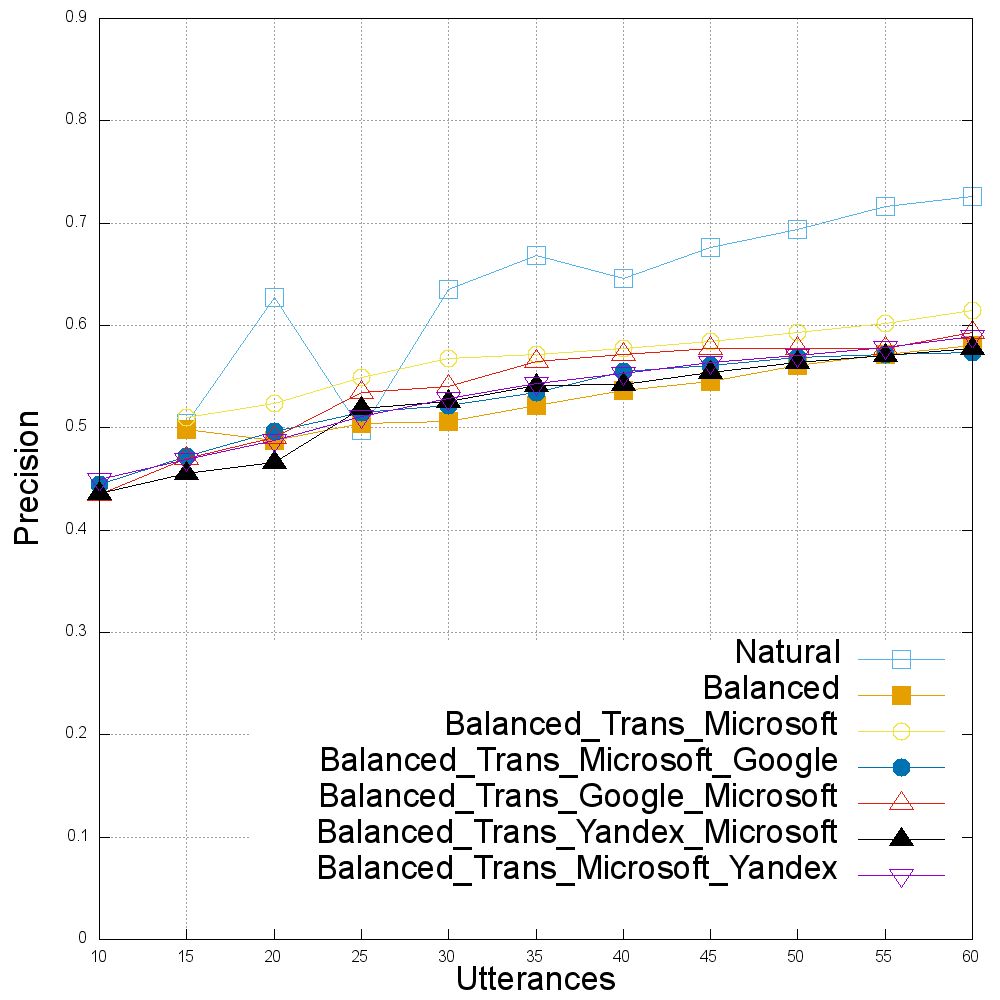 0.9
0.8
0.7
0.6
0.5
0.4
0.3
0.2
0.1
0
Precision
Natural
Balanced
Balanced_Trans_Microsoft
Balanced_Trans_Microsoft_Google
Balanced_Trans_Google_Microsoft
Balanced_Trans_Yandex_Microsoft
Balanced_Trans_Microsoft_Yandex
10 15 20 25 30 35 40 45 50 55 60
Utterances